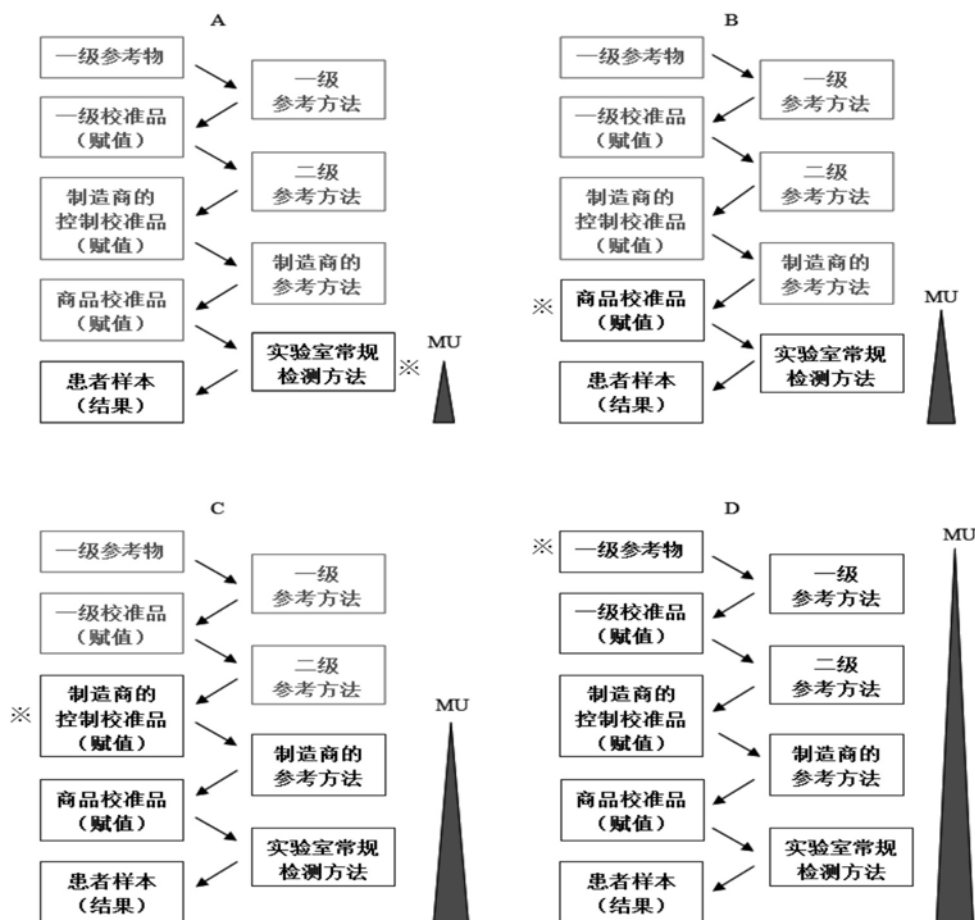 A
一级参考物
一级
参考方法
一级校准品
（赋值）
二级
参考方法
制造商的
控制校准品
（赋值）
制造商的
参考方法
商品校准品
（赋值）
MU
实验室常规
检测方法
※
患者样本
（结果）
B
一级参考物
一级
参考方法
一级校准品
（赋值）
二级
参考方法
制造商的
控制校准品
（赋值）
制造商的
参考方法
※
商品校准品
（赋值）
MU
实验室常规
检测方法
患者样本
（结果）
C
一级参考物
一级
参考方法
一级校准品
（赋值）
二级
参考方法
※
制造商的
控制校准品
（赋值）
MU
制造商的
参考方法
商品校准品
（赋值）
实验室常规
检测方法
患者样本
（结果）
D
※
一级参考物
MU
一级
参考方法
一级校准品
（赋值）
二级
参考方法
制造商的
控制校准品
（赋值）
制造商的
参考方法
商品校准品
（赋值）
实验室常规
检测方法
患者样本
（结果）